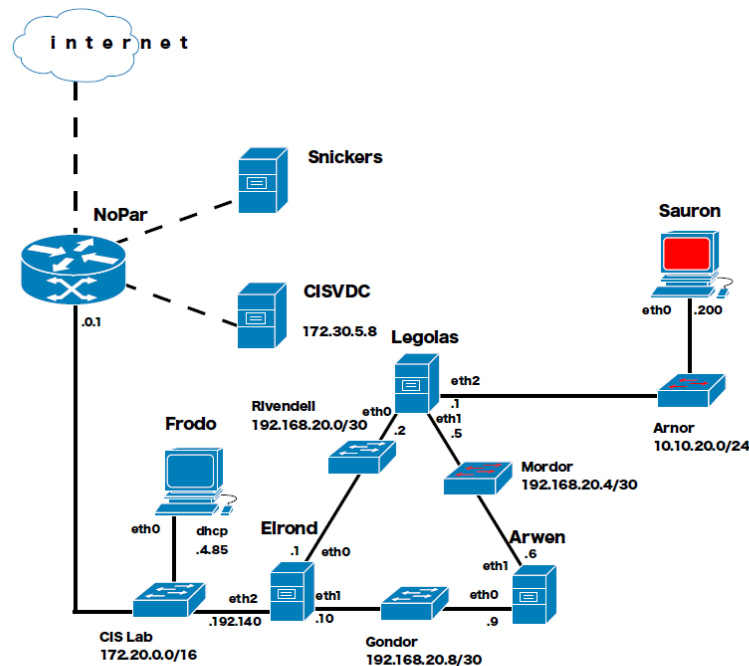 internet
Snickers
NoPar
Sauron
CISVDC
172.30.5.8
eth0
.200
.0.1
Legolas
eth2
.1
Rivendell
192.168.20.0/30
eth0
.2
eth1
.5
Arnor
10.10.20.0/24
Frodo
Mordor
192.168.20.4/30
eth0
dhcp
.4.85
Elrond
.1
eth0
Arwen
.6
eth1
eth2
.192.140
eth1
.10
eth0
.9
CIS Lab
172.20.0.0/16
Gondor
192.168.20.8/30